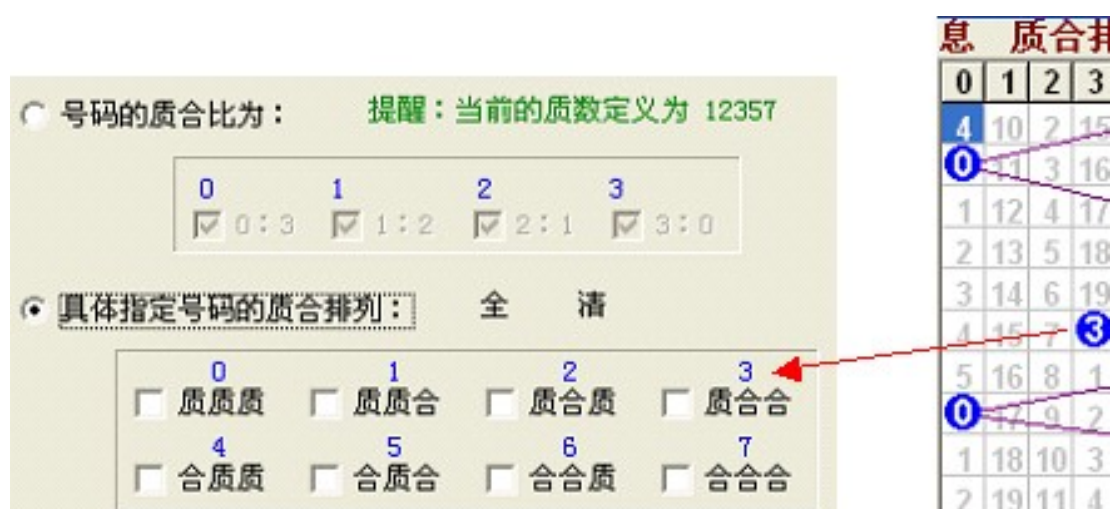 号码的质合比为： 提醒：当前的质数定义为 12357
0 1 2 3
0:3 1:2 2:1 3:0
具体指定号码的质合排列： 全 清
0 1 2 3
质质质 质质合 质合质 质合合
4 5 6 7
合质质 合质合 合合质 合合合
息 质合排
0 1 2 3
4 10 2 15
0 11 3 16
1 12 4 17
2 13 5 18
3 14 6 19
4 15 7 3
5 16 8 1
0 17 9 2
1 18 10 3
2 19 11 4